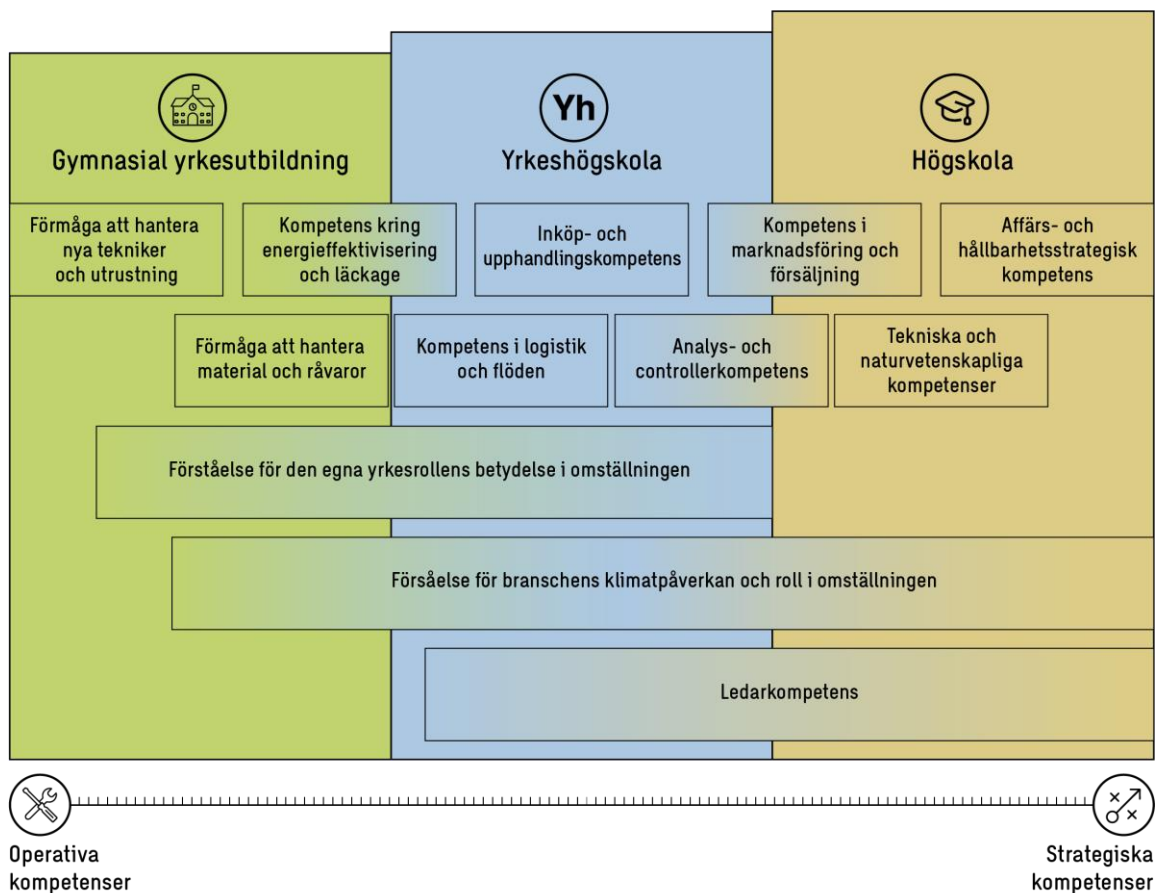 Yh
Gymnasial yrkesutbildning
Yrkeshögskola
Högskola
Förmåga att hantera
nya tekniker
och utrustning
Kompetens kring
energieffektivisering
och läckage
Inköp- och
upphandlingskompetens
Kompetens i
marknadsföring och
försäljning
Affärs- och
hållbarhetsstrategisk
kompetens
Förmåga att hantera
material och råvaror
Kompetens i logistik
och flöden
Analys- och
controllerkompetens
Tekniska och
naturvetenskapliga
kompetenser
Förståelse för den egna yrkesrollens betydelse i omställningen
Försåelse för branschens klimatpåverkan och roll i omställningen
Ledarkompetens
Operativa
kompetenser
Strategiska
kompetenser